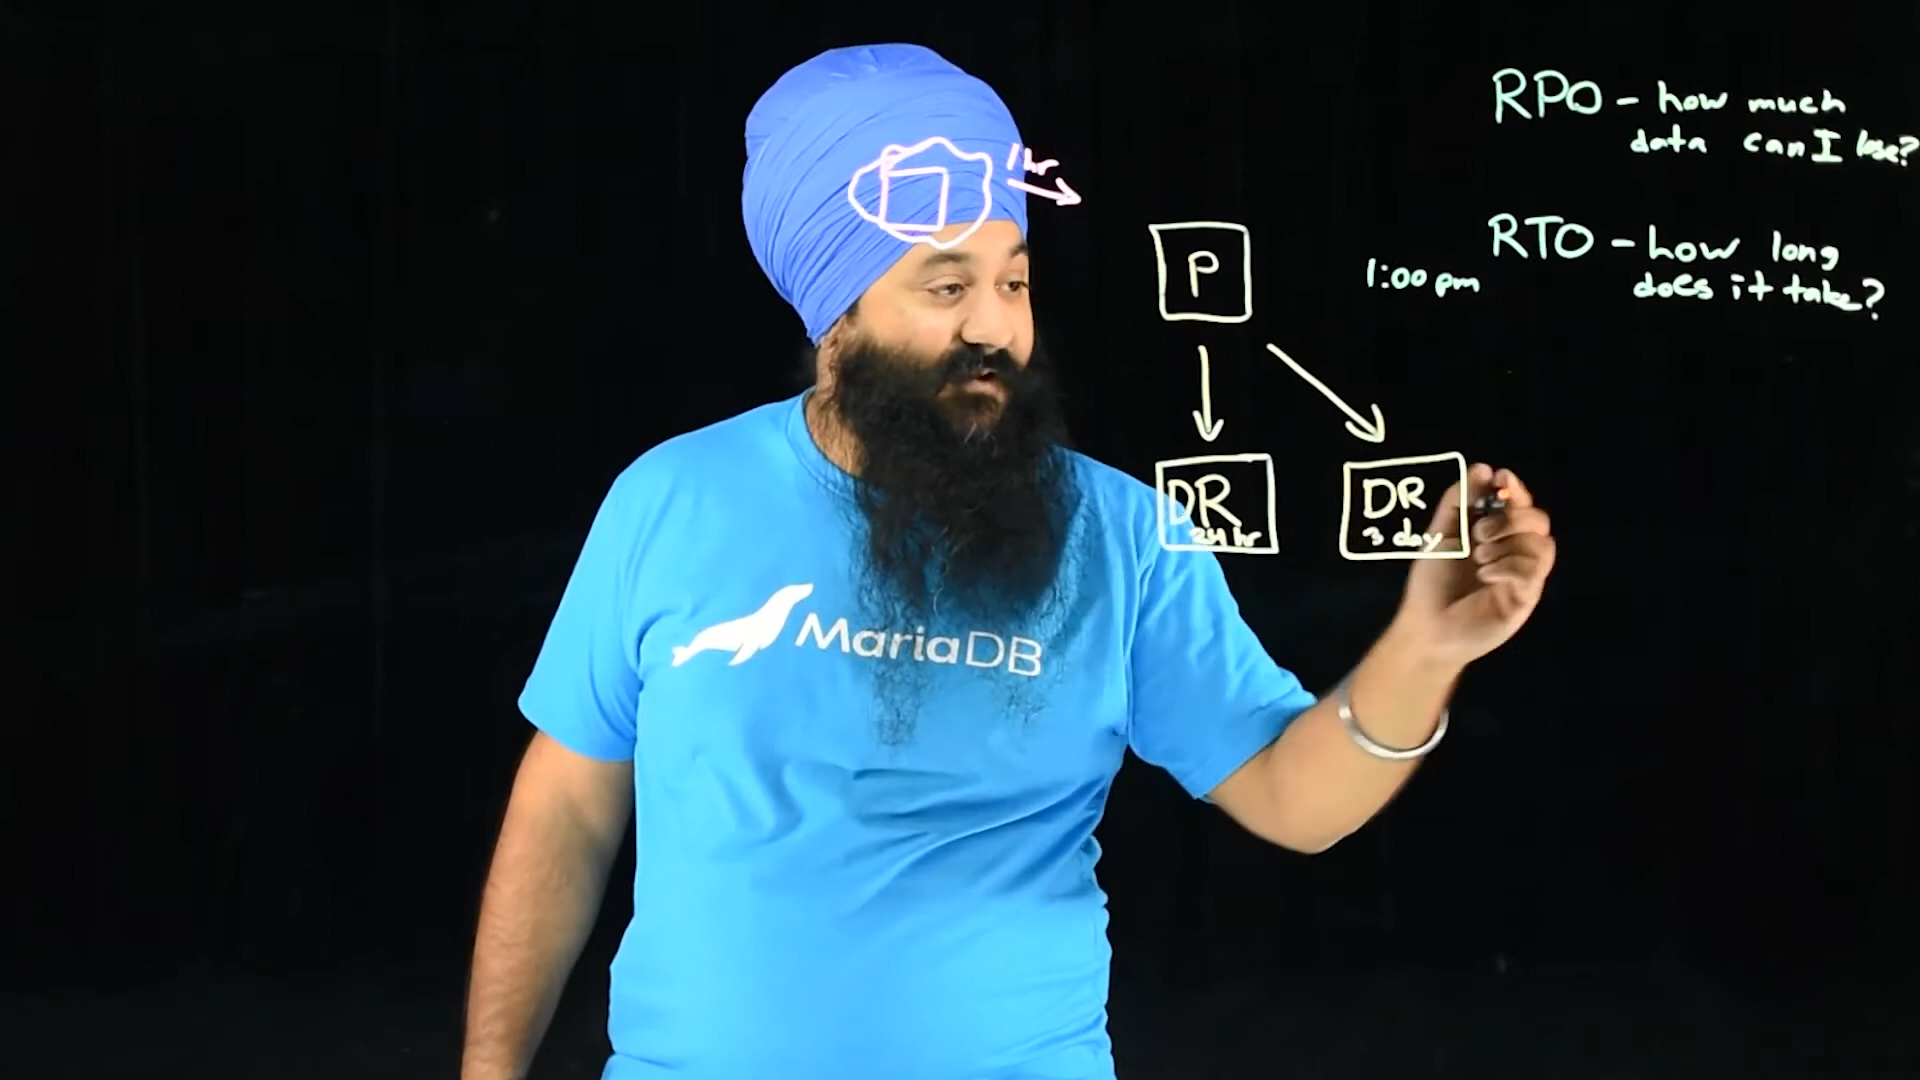 RPO - how much
data can I lose?
RTO - how long
does it take?
1:00 pm
1 hr
P
DR
24 hr
DR
3 day
MariaDB